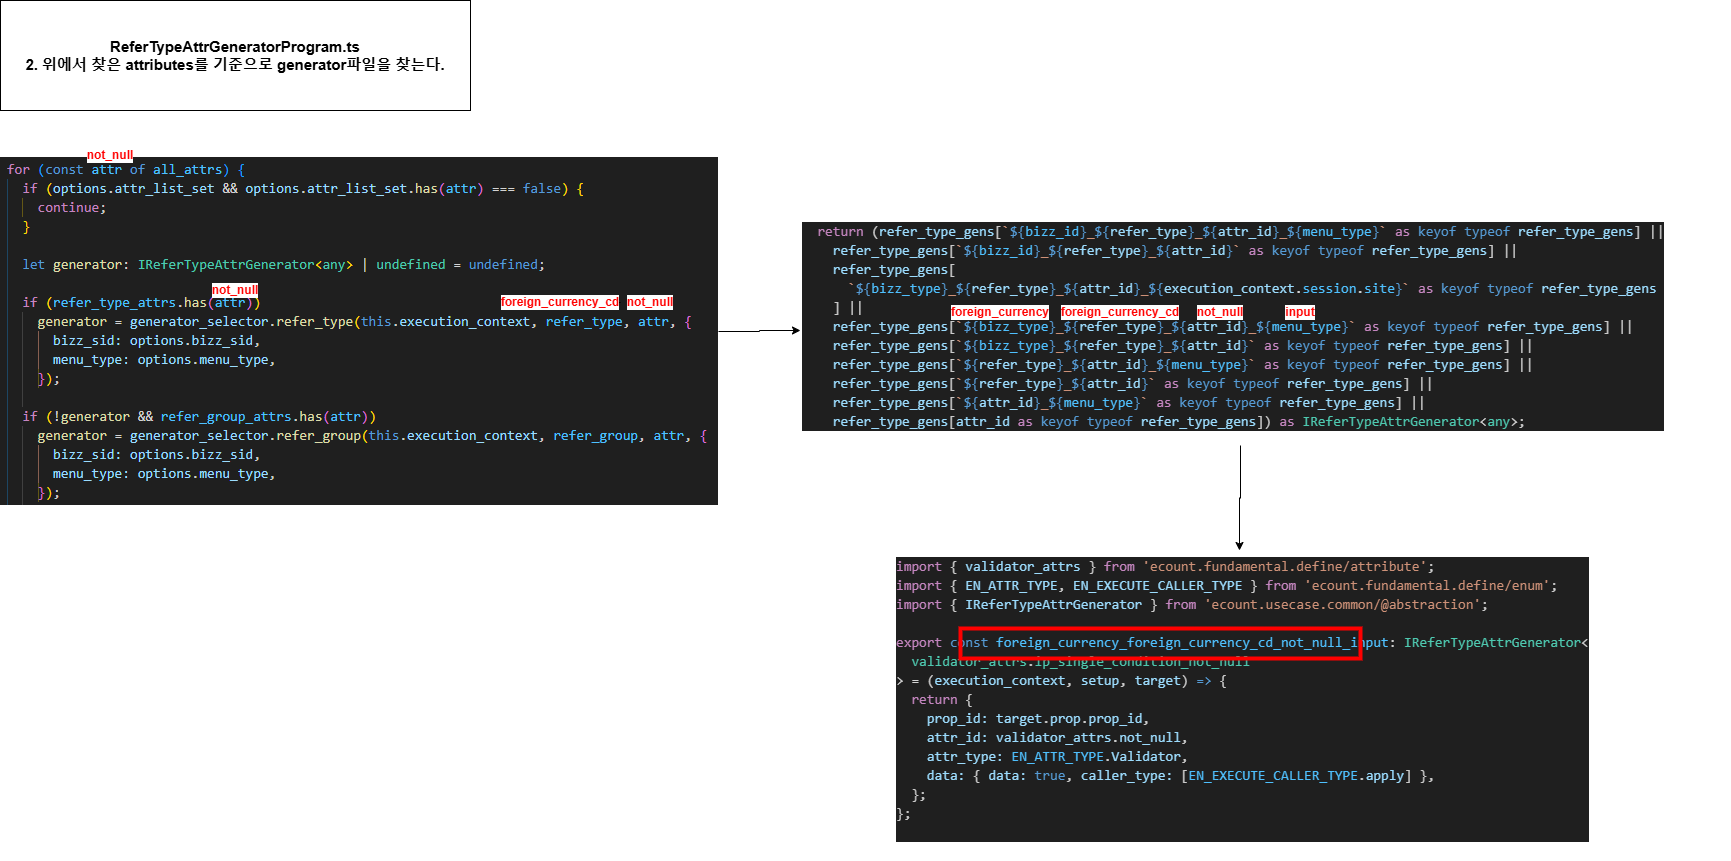 ReferTypeAttrGeneratorProgram.ts
2. 위에서 찾은 attributes를 기준으로 generator파일을 찾는다.
not_null
for (const attr of all_attrs) {
if (options.attr_list_set && options.attr_list_set.has(attr) === false) {
continue;
}
let generator: IReferTypeAttrGenerator<any> | undefined = undefined;
not_null
if (refer_type_attrs.has(attr))
foreign_currency_cd not_null
generator = generator_selector.refer_type(this.execution_context, refer_type, attr, {
bizz_sid: options.bizz_sid,
menu_type: options.menu_type,
});
if (!generator && refer_group_attrs.has(attr))
generator = generator_selector.refer_group(this.execution_context, refer_group, attr, {
bizz_sid: options.bizz_sid,
menu_type: options.menu_type,
});
return (refer_type_gens[`${bizz_id}_${refer_type}_${attr_id}_${menu_type}` as keyof typeof refer_type_gens] ||
refer_type_gens[`${bizz_id}_${refer_type}_${attr_id}` as keyof typeof refer_type_gens] ||
refer_type_gens[
`${bizz_type}_${refer_type}_${attr_id}_${execution_context.session.site}` as keyof typeof refer_type_gens
] ||
foreign_currency foreign_currency_cd not_null input
refer_type_gens[`${bizz_type}_${refer_type}_${attr_id}_${menu_type}` as keyof typeof refer_type_gens] ||
refer_type_gens[`${bizz_type}_${refer_type}_${attr_id}` as keyof typeof refer_type_gens] ||
refer_type_gens[`${refer_type}_${attr_id}_${menu_type}` as keyof typeof refer_type_gens] ||
refer_type_gens[`${refer_type}_${attr_id}` as keyof typeof refer_type_gens] ||
refer_type_gens[`${attr_id}_${menu_type}` as keyof typeof refer_type_gens] ||
refer_type_gens[attr_id as keyof typeof refer_type_gens]) as IReferTypeAttrGenerator<any>;
import { validator_attrs } from 'ecount.fundamental.define/attribute';
import { EN_ATTR_TYPE, EN_EXECUTE_CALLER_TYPE } from 'ecount.fundamental.define/enum';
import { IReferTypeAttrGenerator } from 'ecount.usecase.common/@abstraction';
export const foreign_currency_foreign_currency_cd_not_null_input: IReferTypeAttrGenerator<
validator_attrs.ip_single_condition_not_null
> = (execution_context, setup, target) => {
return {
prop_id: target.prop.prop_id,
attr_id: validator_attrs.not_null,
attr_type: EN_ATTR_TYPE.Validator,
data: { data: true, caller_type: [EN_EXECUTE_CALLER_TYPE.apply] },
};
};